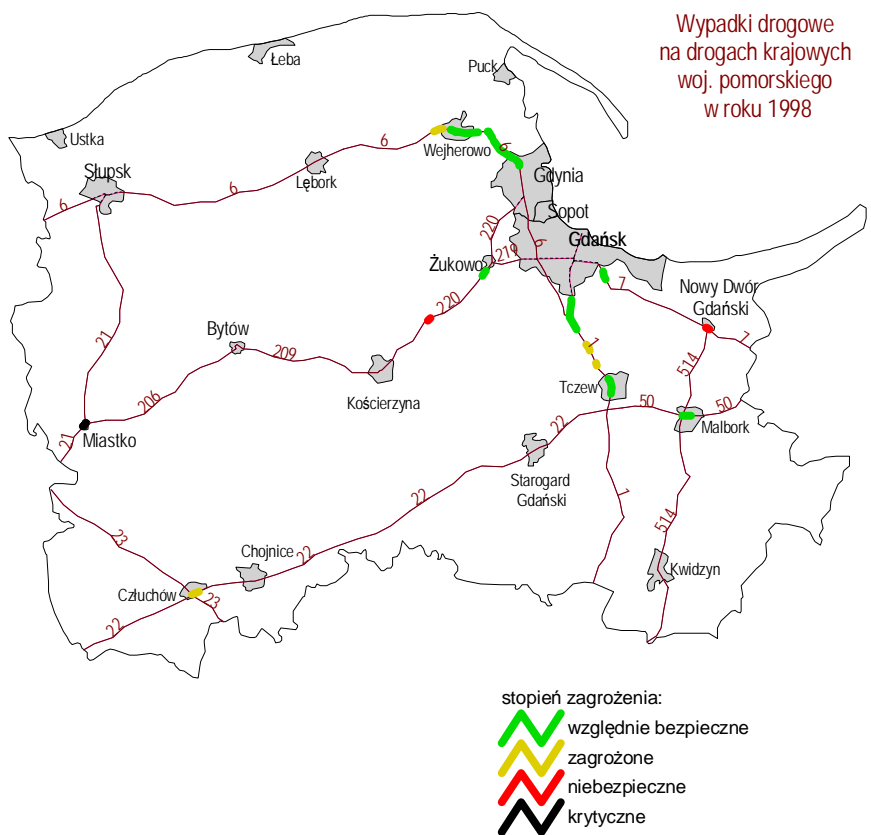 Wypadki drogowe
na drogach krajowych
woj. pomorskiego
w roku 1998
Łeba
Puck
Ustka
6
Wejherowo
6
Słupsk
Lębork
6
Gdynia
6
Sopot
220
6
Gdańsk
219
Żukowo
7
Nowy Dwór
Gdański
220
21
Bytów
1
7
209
514
Tczew
206
Kościerzyna
50
50
21
Miastko
22
Malbork
Starogard
Gdański
22
1
514
23
Chojnice
22
Kwidzyn
Człuchów
23
22
stopień zagrożenia:
względnie bezpieczne
zagrożone
niebezpieczne
krytyczne